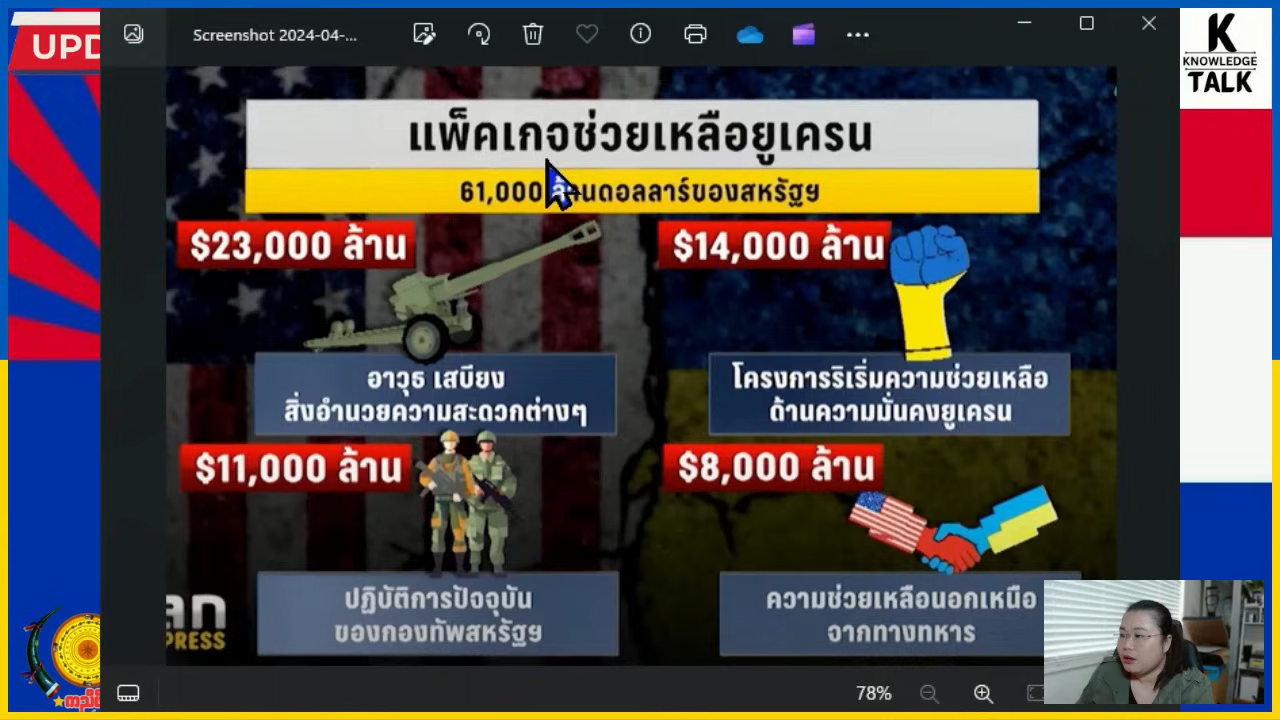 UPD
Screenshot 2024-04-...
K
KNOWLEDGE
TALK
แพ็คเกจช่วยเหลือยูเครน
61,000 ล้านดอลลาร์ของสหรัฐฯ
$23,000 ล้าน
$14,000 ล้าน
อาวุธ เสบียง
สิ่งอำนวยความสะดวกต่างๆ
โครงการริเริ่มความช่วยเหลือ
ด้านความมั่นคงยูเครน
$11,000 ล้าน
$8,000 ล้าน
ปฏิบัติการปัจจุบัน
ของกองทัพสหรัฐฯ
ความช่วยเหลือนอกเหนือ
จากทางทหาร
an
PRESS
78%